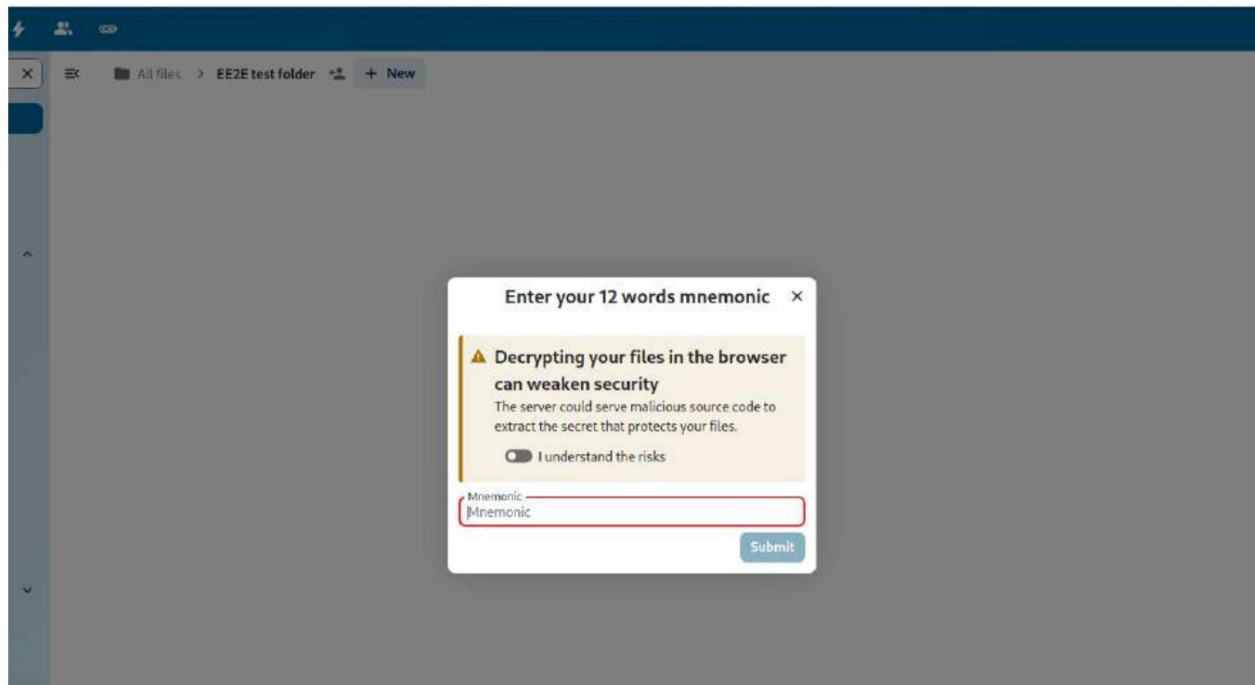 All files > EE2E test folder + New
Enter your 12 words mnemonic
Decrypting your files in the browser
can weaken security
The server could serve malicious source code to
extract the secret that protects your files.
I understand the risks
Mnemonic
Mnemonic
Submit